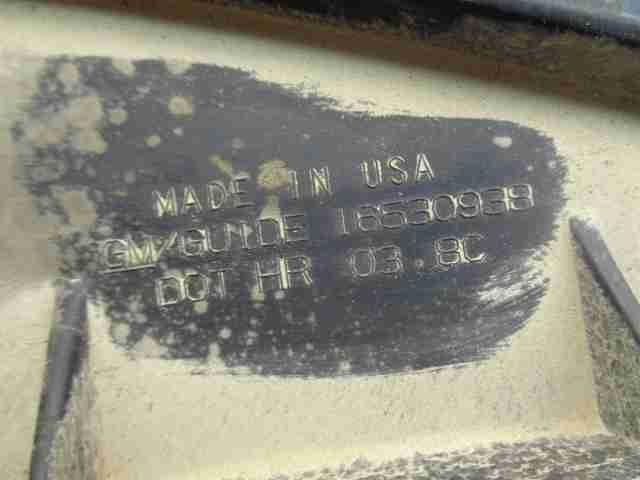 MADE IN USA
GM/GUIDE 16530938
DOT HR 03 8C